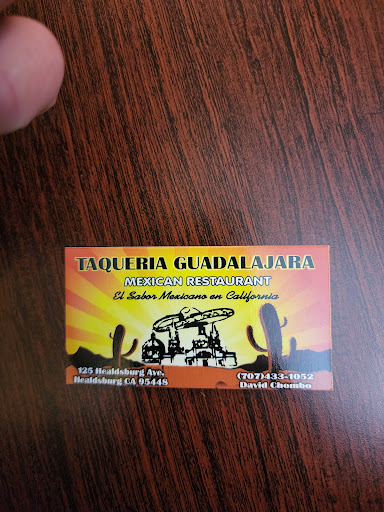 TAQUERIA GUADALAJARA
MEXICAN RESTAURANT
El Sabor Mexicano en California
125 Healdsburg Ave.
Healdsburg CA 95448
(707)433-1052
David Chombo